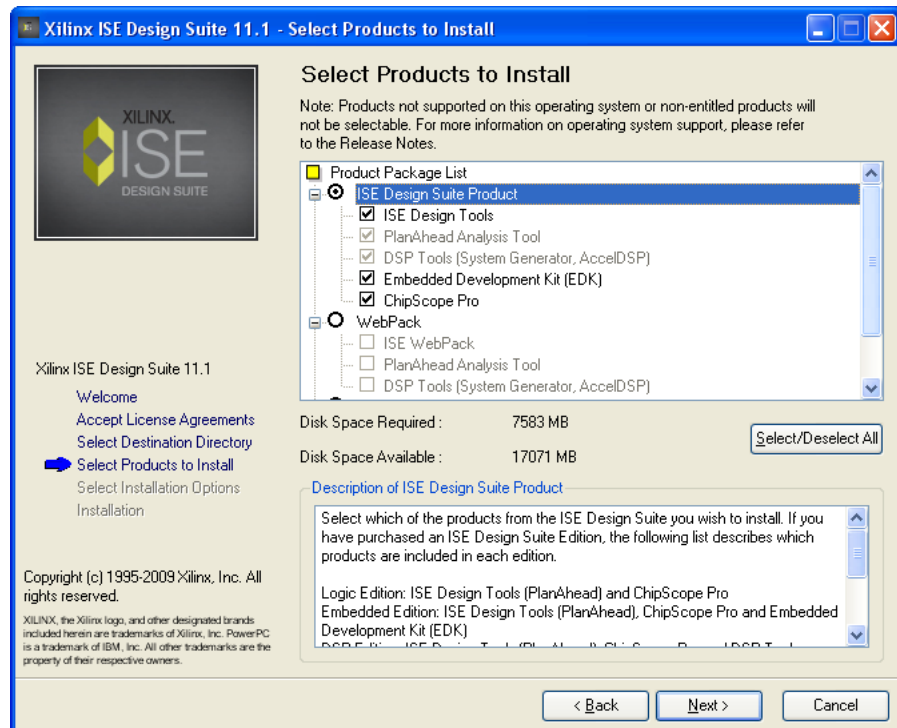 Xilinx ISE Design Suite 11.1 - Select Products to Install
XILINX.
ISE
DESIGN SUITE
Xilinx ISE Design Suite 11.1
Welcome
Accept License Agreements
Select Destination Directory
Select Products to Install
Select Installation Options
Installation
Copyright (c) 1995-2009 Xilinx, Inc. All
rights reserved.
XILINX, the Xilinx logo, and other designated brands
included herein are trademarks of Xilinx, Inc. PowerPC
is a trademark of IBM, Inc. All other trademarks are the
property of their respective owners.
Select Products to Install
Note: Products not supported on this operating system or non-entitled products will
not be selectable. For more information on operating system support, please refer
to the Release Notes.
Product Package List
ISE Design Suite Product
ISE Design Tools
PlanAhead Analysis Tool
DSP Tools (System Generator, AccelDSP)
Embedded Development Kit (EDK)
ChipScope Pro
WebPack
ISE WebPack
PlanAhead Analysis Tool
DSP Tools (System Generator, AccelDSP)
Disk Space Required : 7583 MB
Disk Space Available : 17071 MB
Select/Deselect All
Description of ISE Design Suite Product
Select which of the products from the ISE Design Suite you wish to install. If you
have purchased an ISE Design Suite Edition, the following list describes which
products are included in each edition.
Logic Edition: ISE Design Tools (PlanAhead) and ChipScope Pro
Embedded Edition: ISE Design Tools (PlanAhead), ChipScope Pro and Embedded
Development Kit (EDK)
< Back
Next >
Cancel